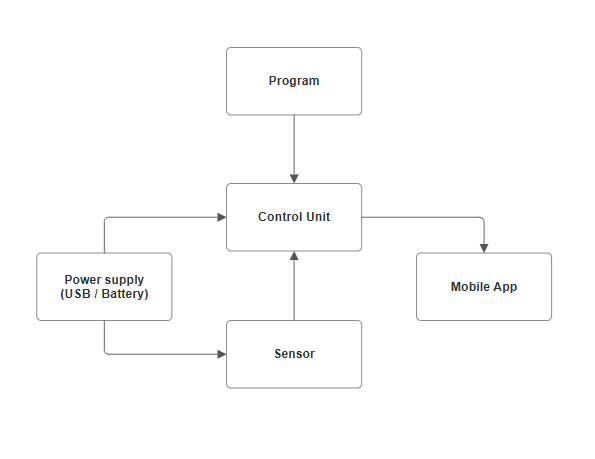 Program
Control Unit
Power supply
(USB / Battery)
Mobile App
Sensor